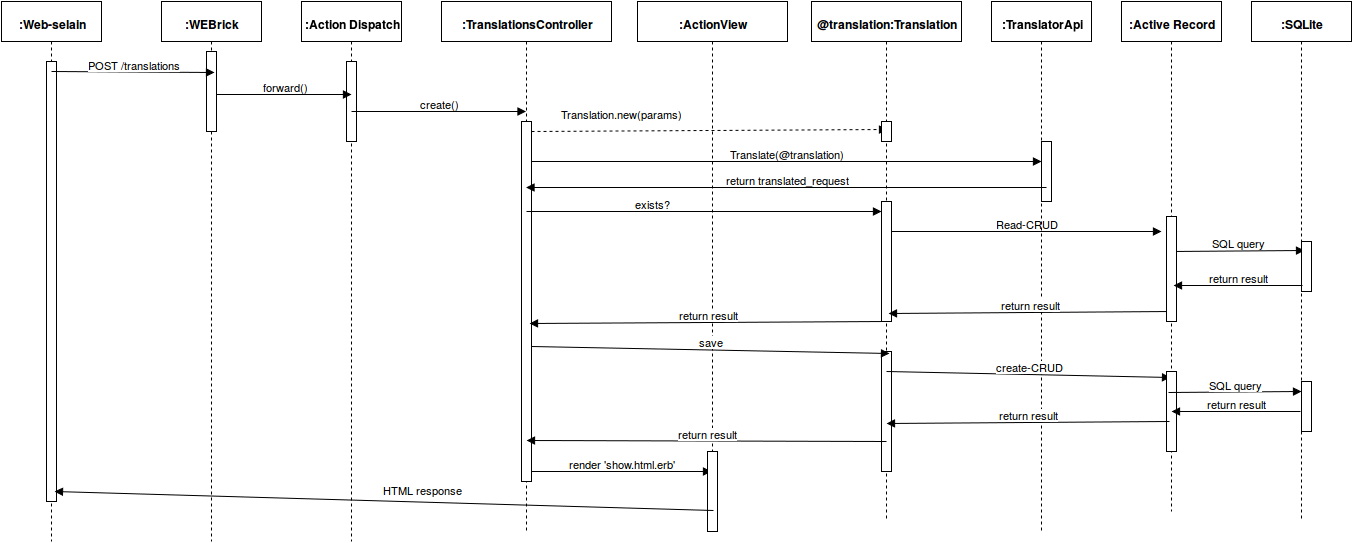 :Web-selain
:WEBrick
:Action Dispatch
:TranslationsController
:ActionView
@translation:Translation
:TranslatorApi
:Active Record
:SQLite
POST /translations
forward()
create()
Translation.new(params)
Translate(@translation)
return translated_request
exists?
Read-CRUD
SQL query
return result
return result
return result
save
create-CRUD
SQL query
return result
return result
return result
render 'show.html.erb'
HTML response